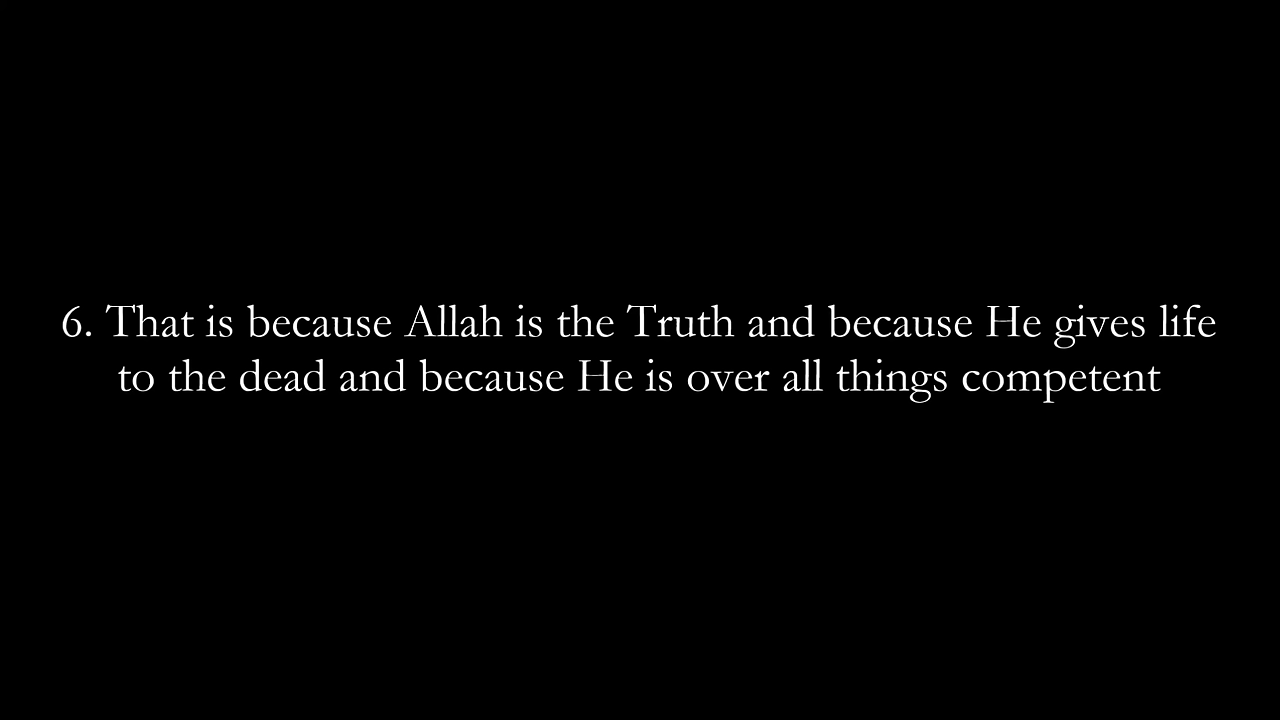 6. That is because Allah is the Truth and because He gives life
to the dead and because He is over all things competent